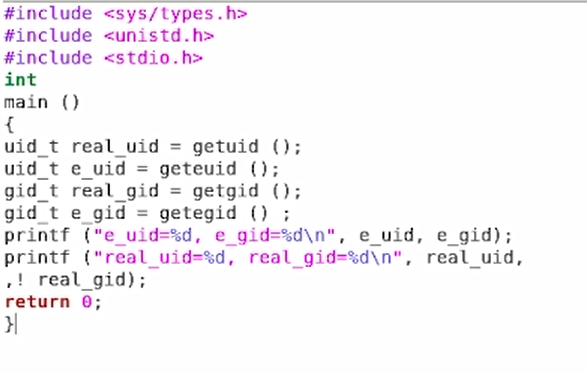 #include <sys/types.h>
#include <unistd.h>
#include <stdio.h>
int
main ()
{
uid_t real_uid = getuid ();
uid_t e_uid = geteuid ();
gid_t real_gid = getgid ();
gid_t e_gid = getegid () ;
printf ("e_uid=%d, e_gid=%d\n", e_uid, e_gid);
printf ("real_uid=%d, real_gid=%d\n", real_uid,
,! real_gid);
return 0;
}